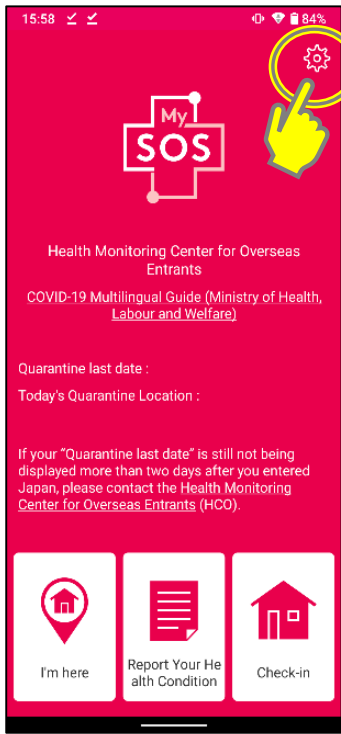 15:58 84%
My
SOS
Health Monitoring Center for Overseas
Entrants
COVID-19 Multilingual Guide (Ministry of Health,
Labour and Welfare)
Quarantine last date :
Today's Quarantine Location :
If your "Quarantine last date" is still not being
displayed more than two days after you entered
Japan, please contact the Health Monitoring
Center for Overseas Entrants (HCO).
I'm here
Report Your He
alth Condition
Check-in